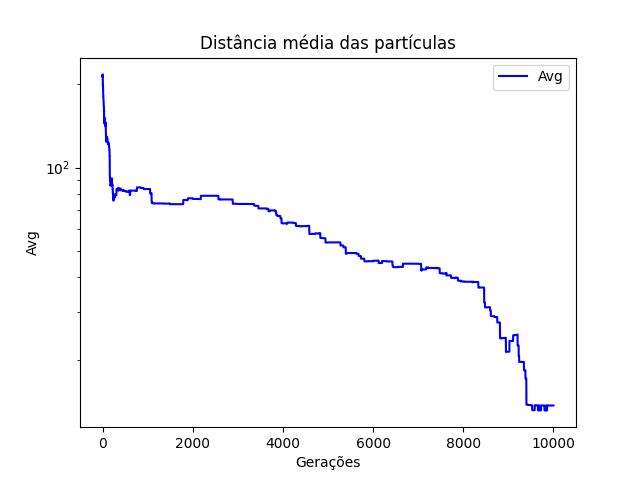 Distância média das partículas
Avg
10²
Avg
0 2000 4000 6000 8000 10000
Gerações